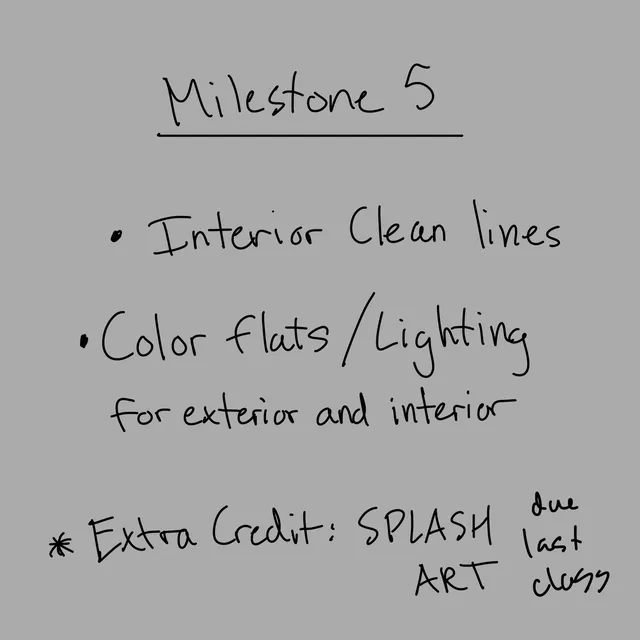 Milestone 5
• Interior Clean lines
• Color flats/Lighting
for exterior and interior
* Extra Credit: SPLASH ART
due last class